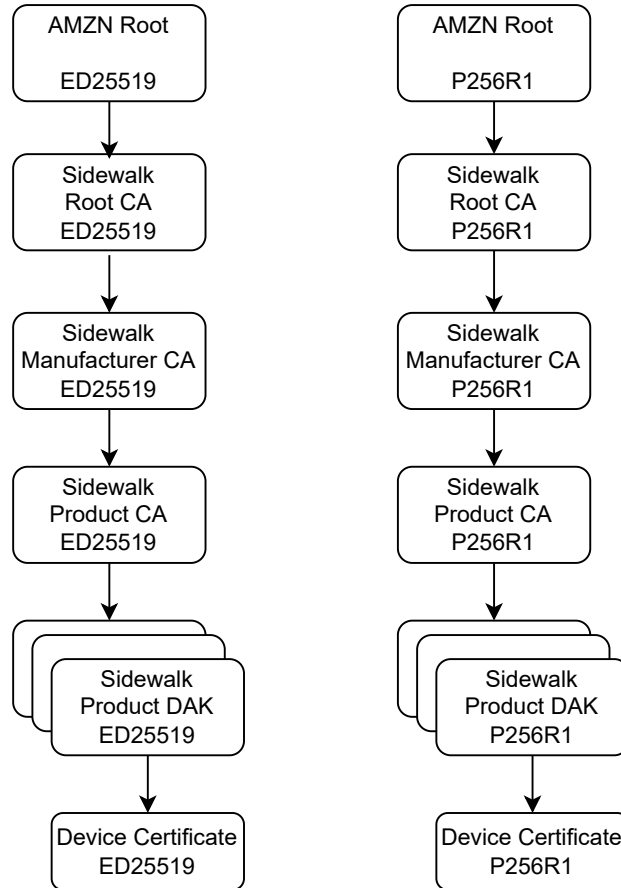 AMZN Root
ED25519
Sidewalk
Root CA
ED25519
Sidewalk
Manufacturer CA
ED25519
Sidewalk
Product CA
ED25519
Sidewalk
Product DAK
ED25519
Device Certificate
ED25519
AMZN Root
P256R1
Sidewalk
Root CA
P256R1
Sidewalk
Manufacturer CA
P256R1
Sidewalk
Product CA
P256R1
Sidewalk
Product DAK
P256R1
Device Certificate
P256R1